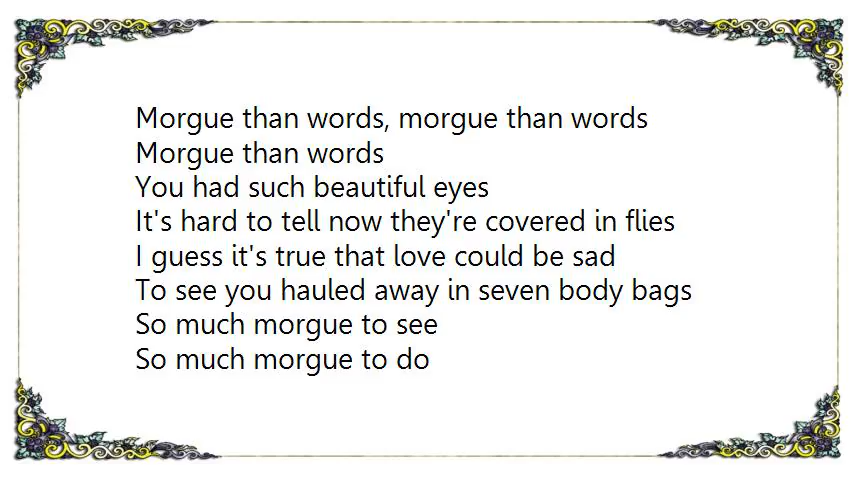 Morgue than words, morgue than words
Morgue than words
You had such beautiful eyes
It's hard to tell now they're covered in flies
I guess it's true that love could be sad
To see you hauled away in seven body bags
So much morgue to see
So much morgue to do